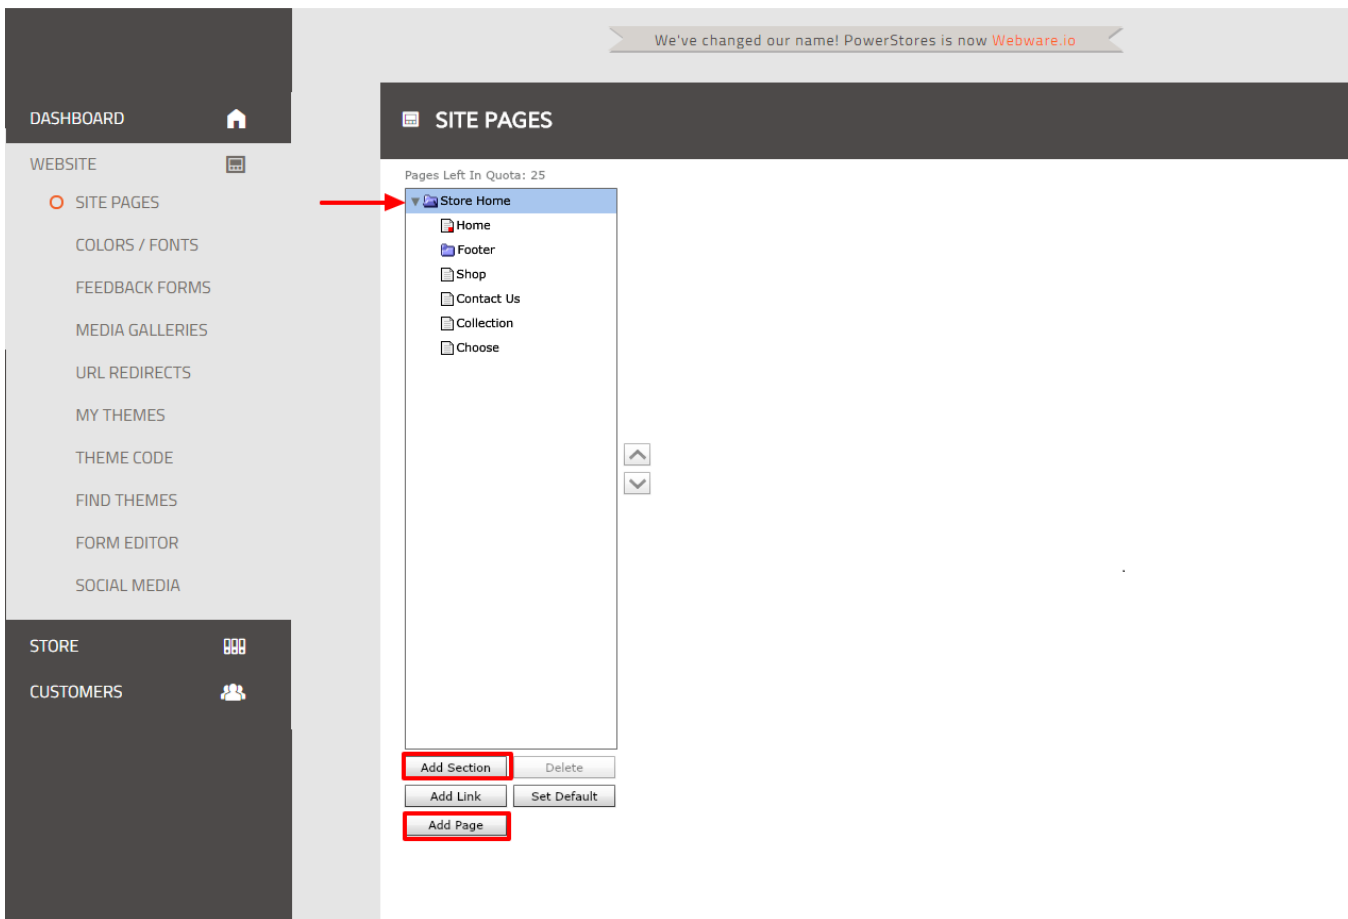 We've changed our name! PowerStores is now Webware.io
DASHBOARD
WEBSITE
SITE PAGES
COLORS / FONTS
FEEDBACK FORMS
MEDIA GALLERIES
URL REDIRECTS
MY THEMES
THEME CODE
FIND THEMES
FORM EDITOR
SOCIAL MEDIA
STORE
CUSTOMERS
SITE PAGES
Pages Left In Quota: 25
Store Home
Home
Footer
Shop
Contact Us
Collection
Choose
Add Section Delete
Add Link Set Default
Add Page